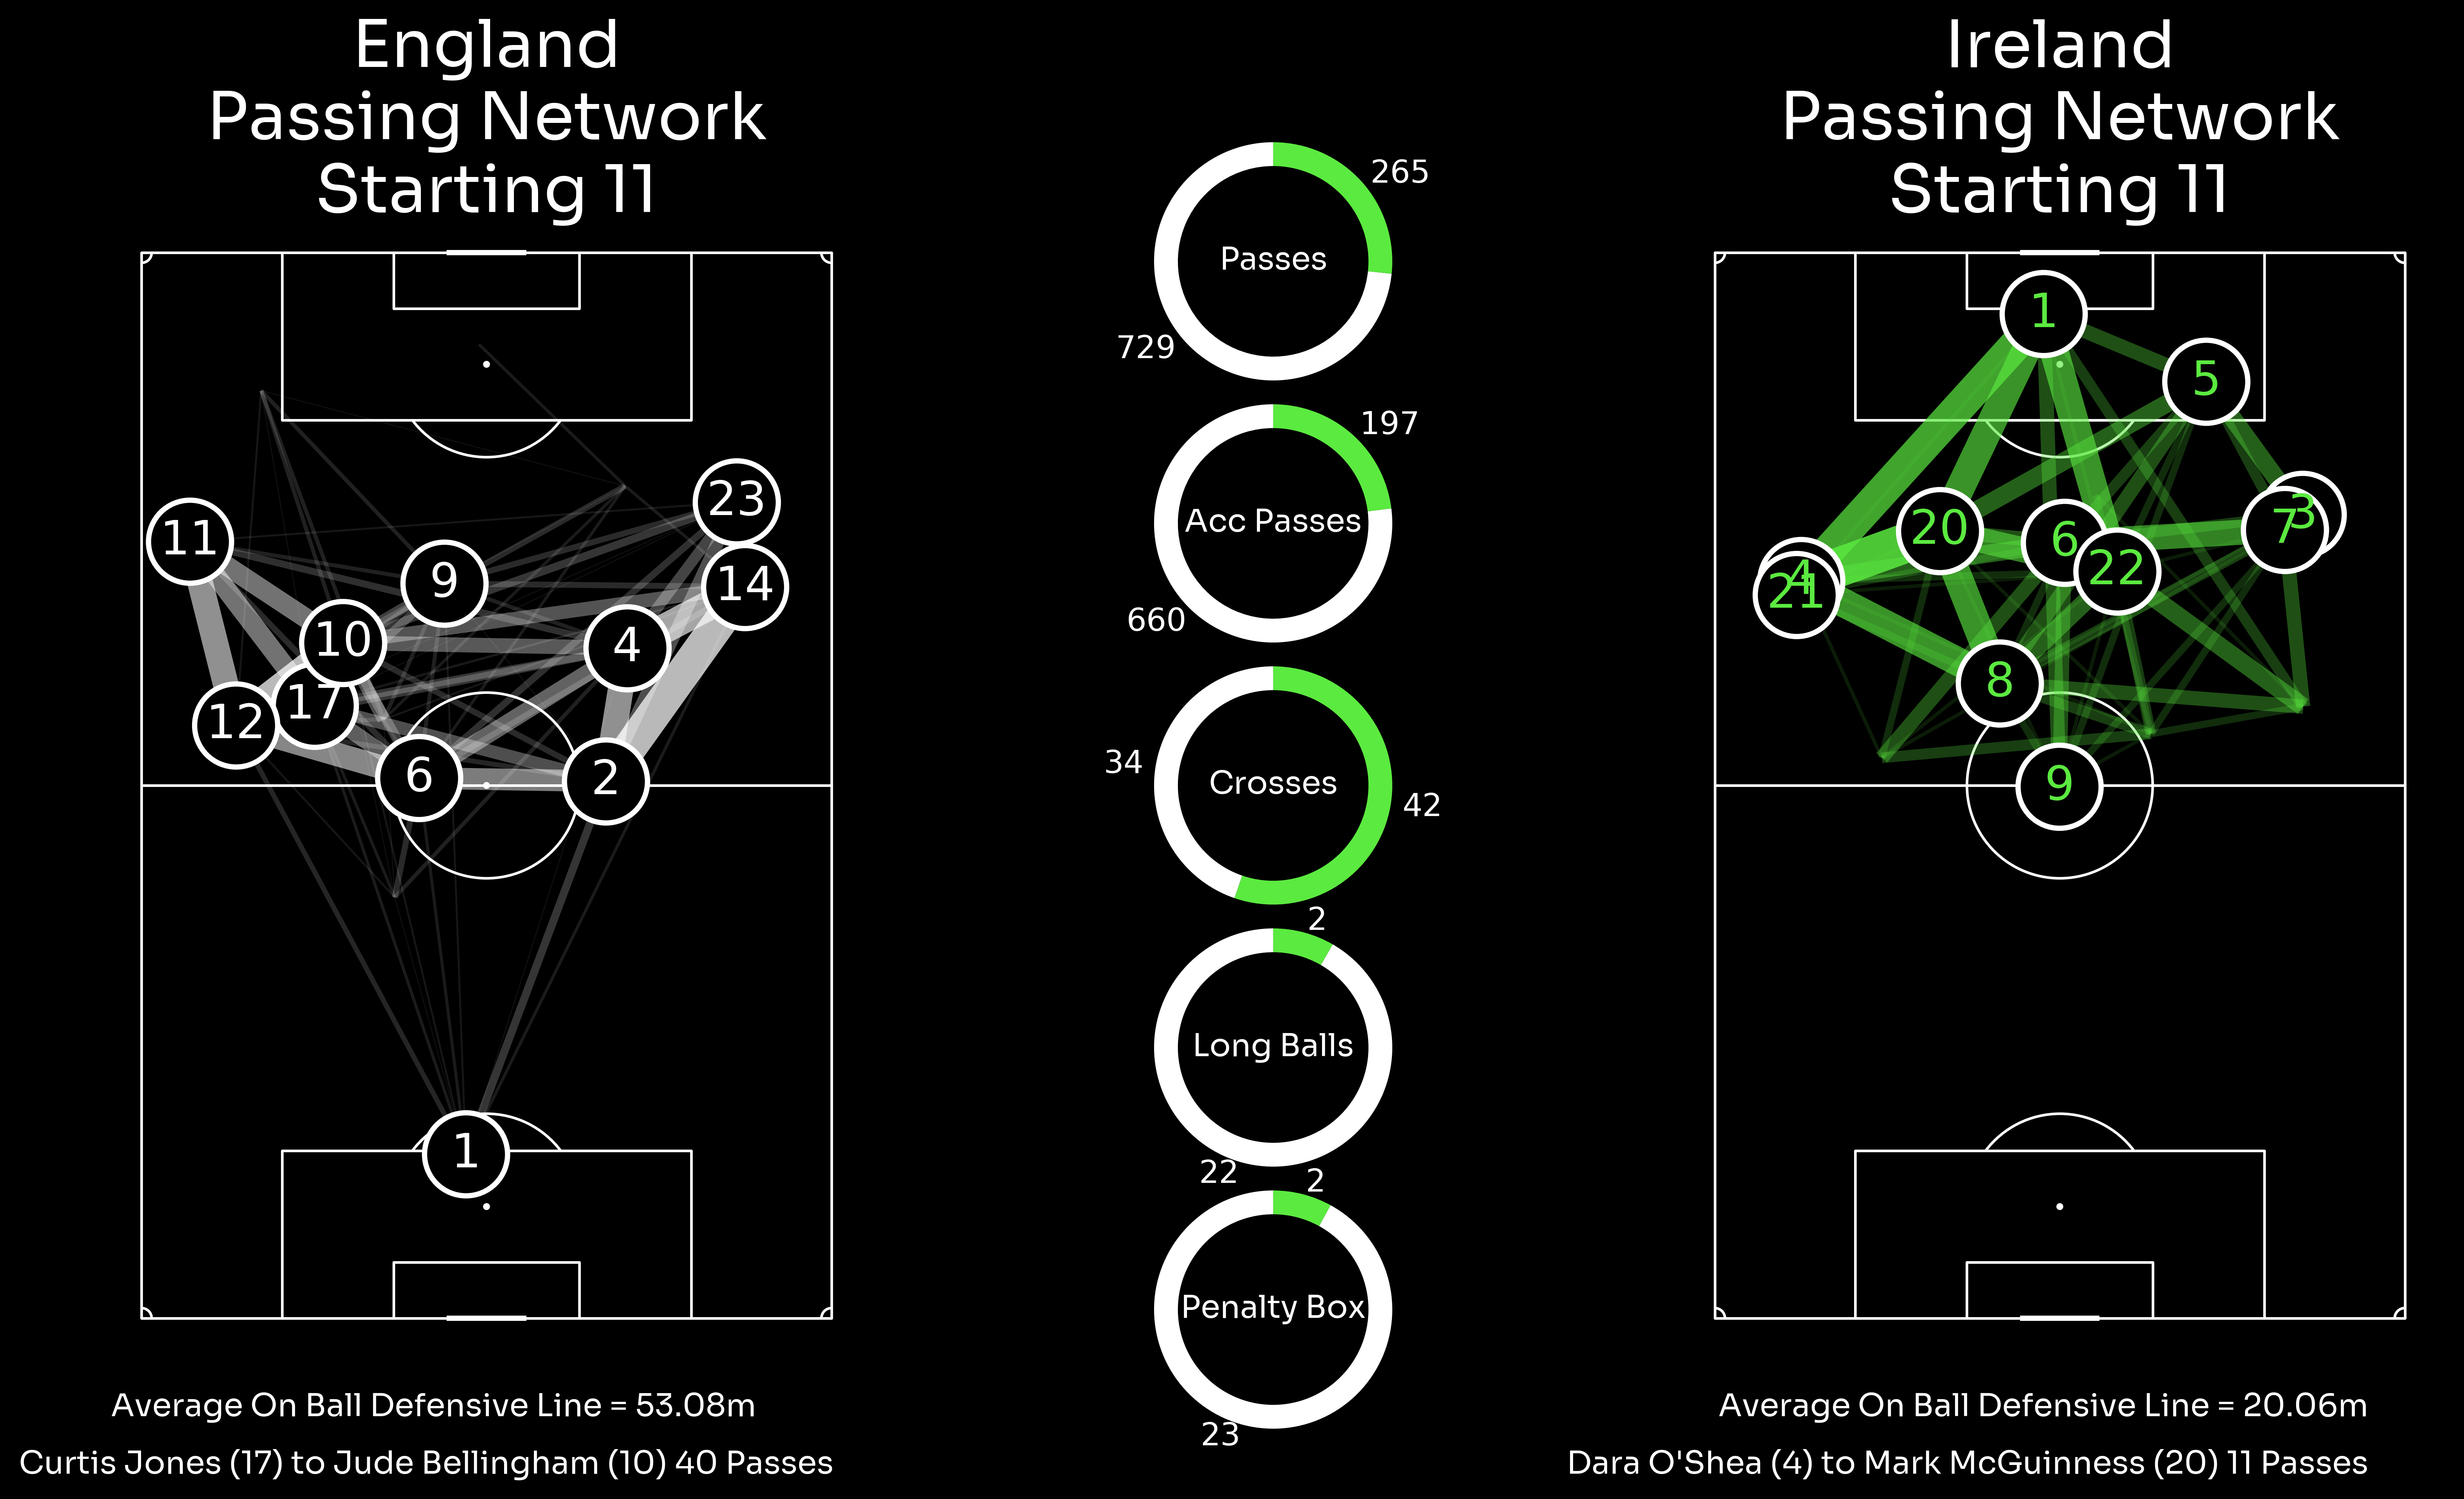 England
Passing Network
Starting 11
11
23
9
14
10
4
17
12
6
2
1
Average On Ball Defensive Line = 53.08m
Curtis Jones (17) to Jude Bellingham (10) 40 Passes
265
Passes
729
197
Acc Passes
660
34
Crosses
42
2
Long Balls
22
2
Penalty Box
23
Ireland
Passing Network
Starting 11
1
5
3
7
20
6
22
4
21
8
9
Average On Ball Defensive Line = 20.06m
Dara O'Shea (4) to Mark McGuinness (20) 11 Passes